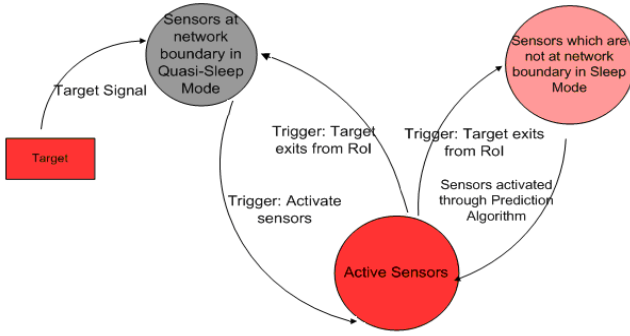 Sensors at
network
boundary in
Quasi-Sleep
Mode
Sensors which are
not at network
boundary in Sleep
Mode
Target Signal
Target
Trigger: Target
exits from RoI
Trigger: Target exits
from RoI
Trigger: Activate
sensors
Sensors activated
through Prediction
Algorithm
Active Sensors